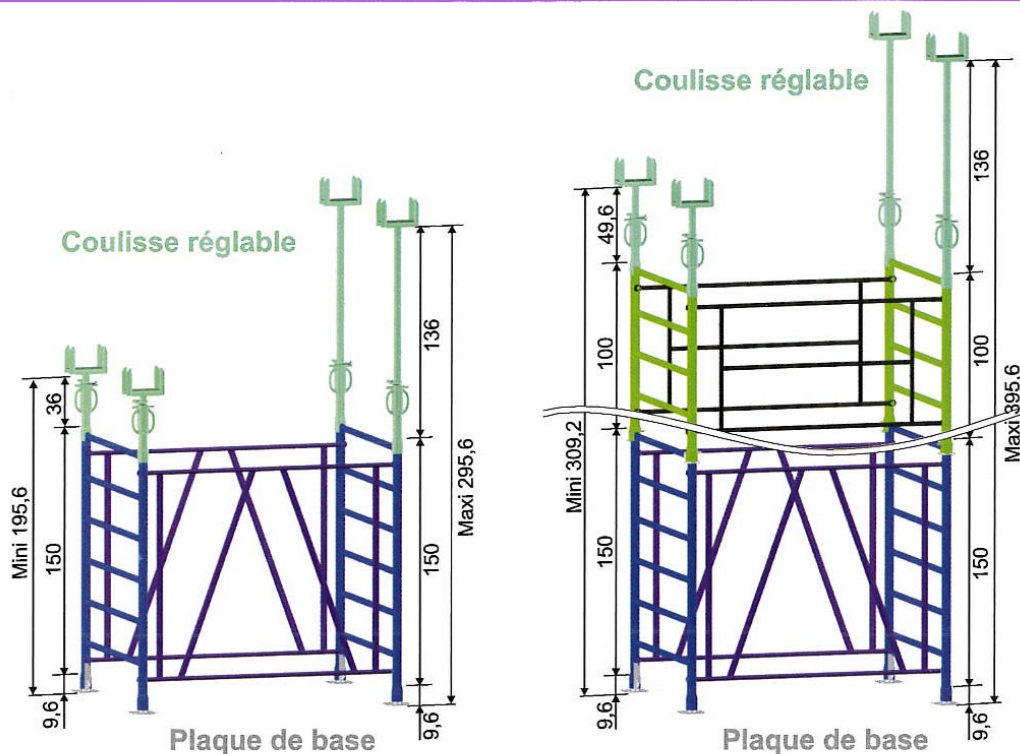 Coulisse réglable
136
36
150
Mini 195,6
9,6
150
Maxi 295,6
9,6
Plaque de base
Coulisse réglable
136
49,6
100
100
Mini 309,2
Maxi 395,6
150
150
9,6
9,6
Plaque de base